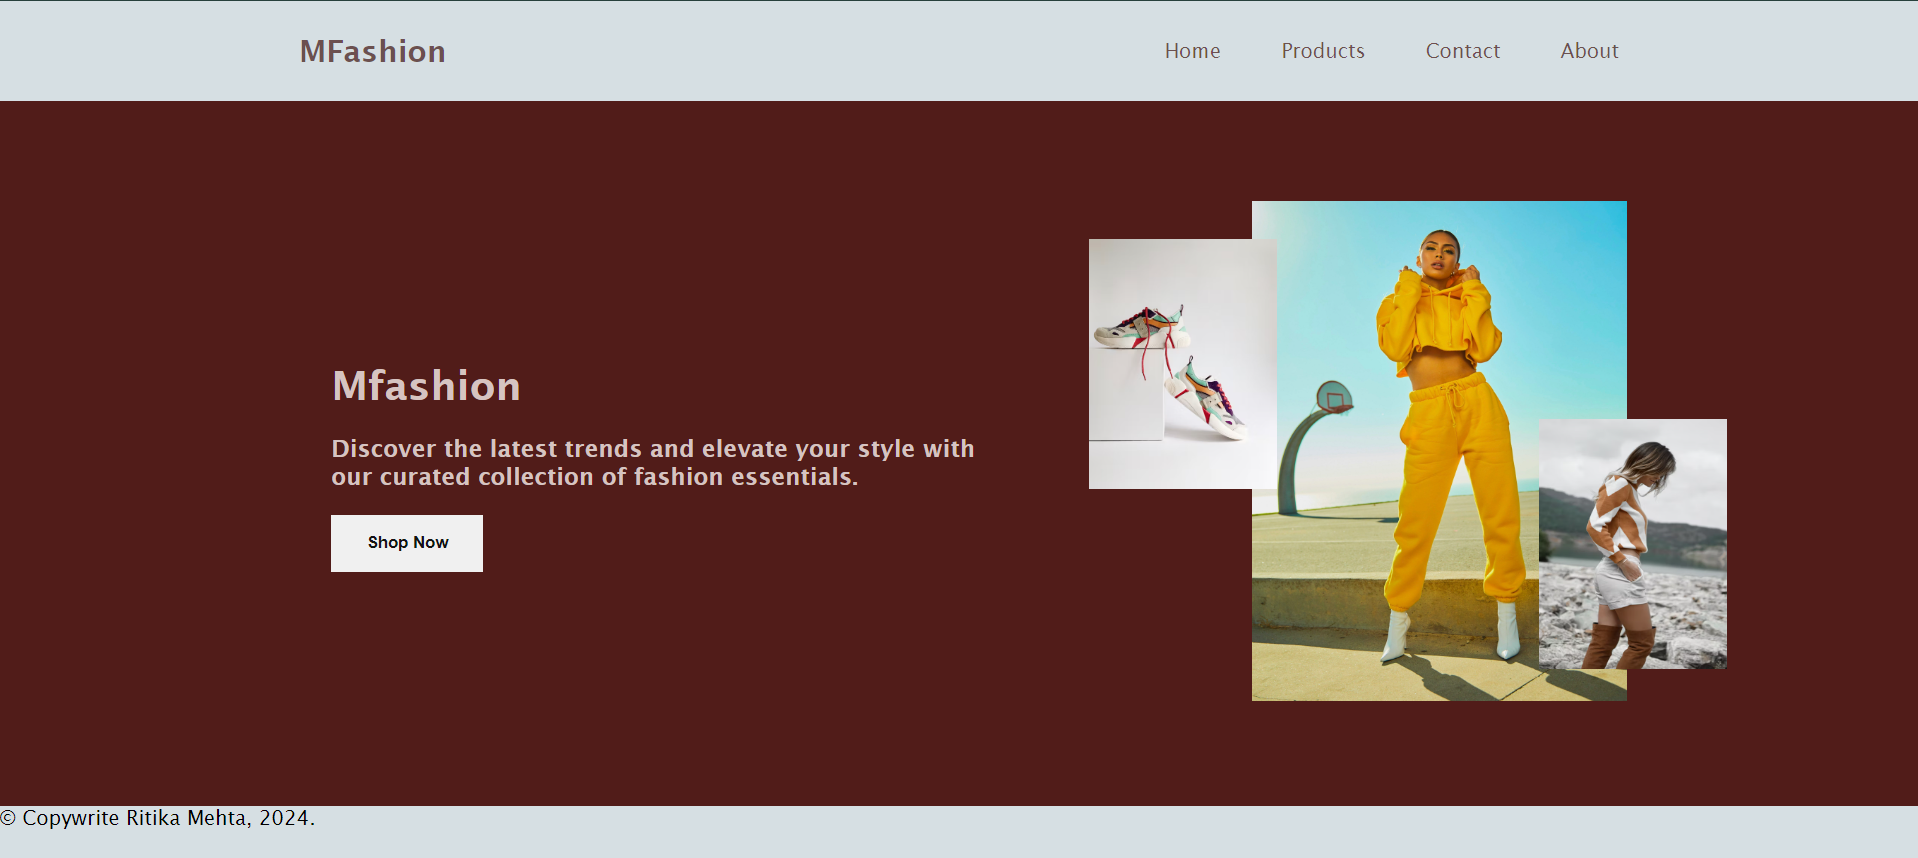 MFashion
Home Products Contact About
Mfashion
Discover the latest trends and elevate your style with
our curated collection of fashion essentials.
Shop Now
© Copywrite Ritika Mehta, 2024.